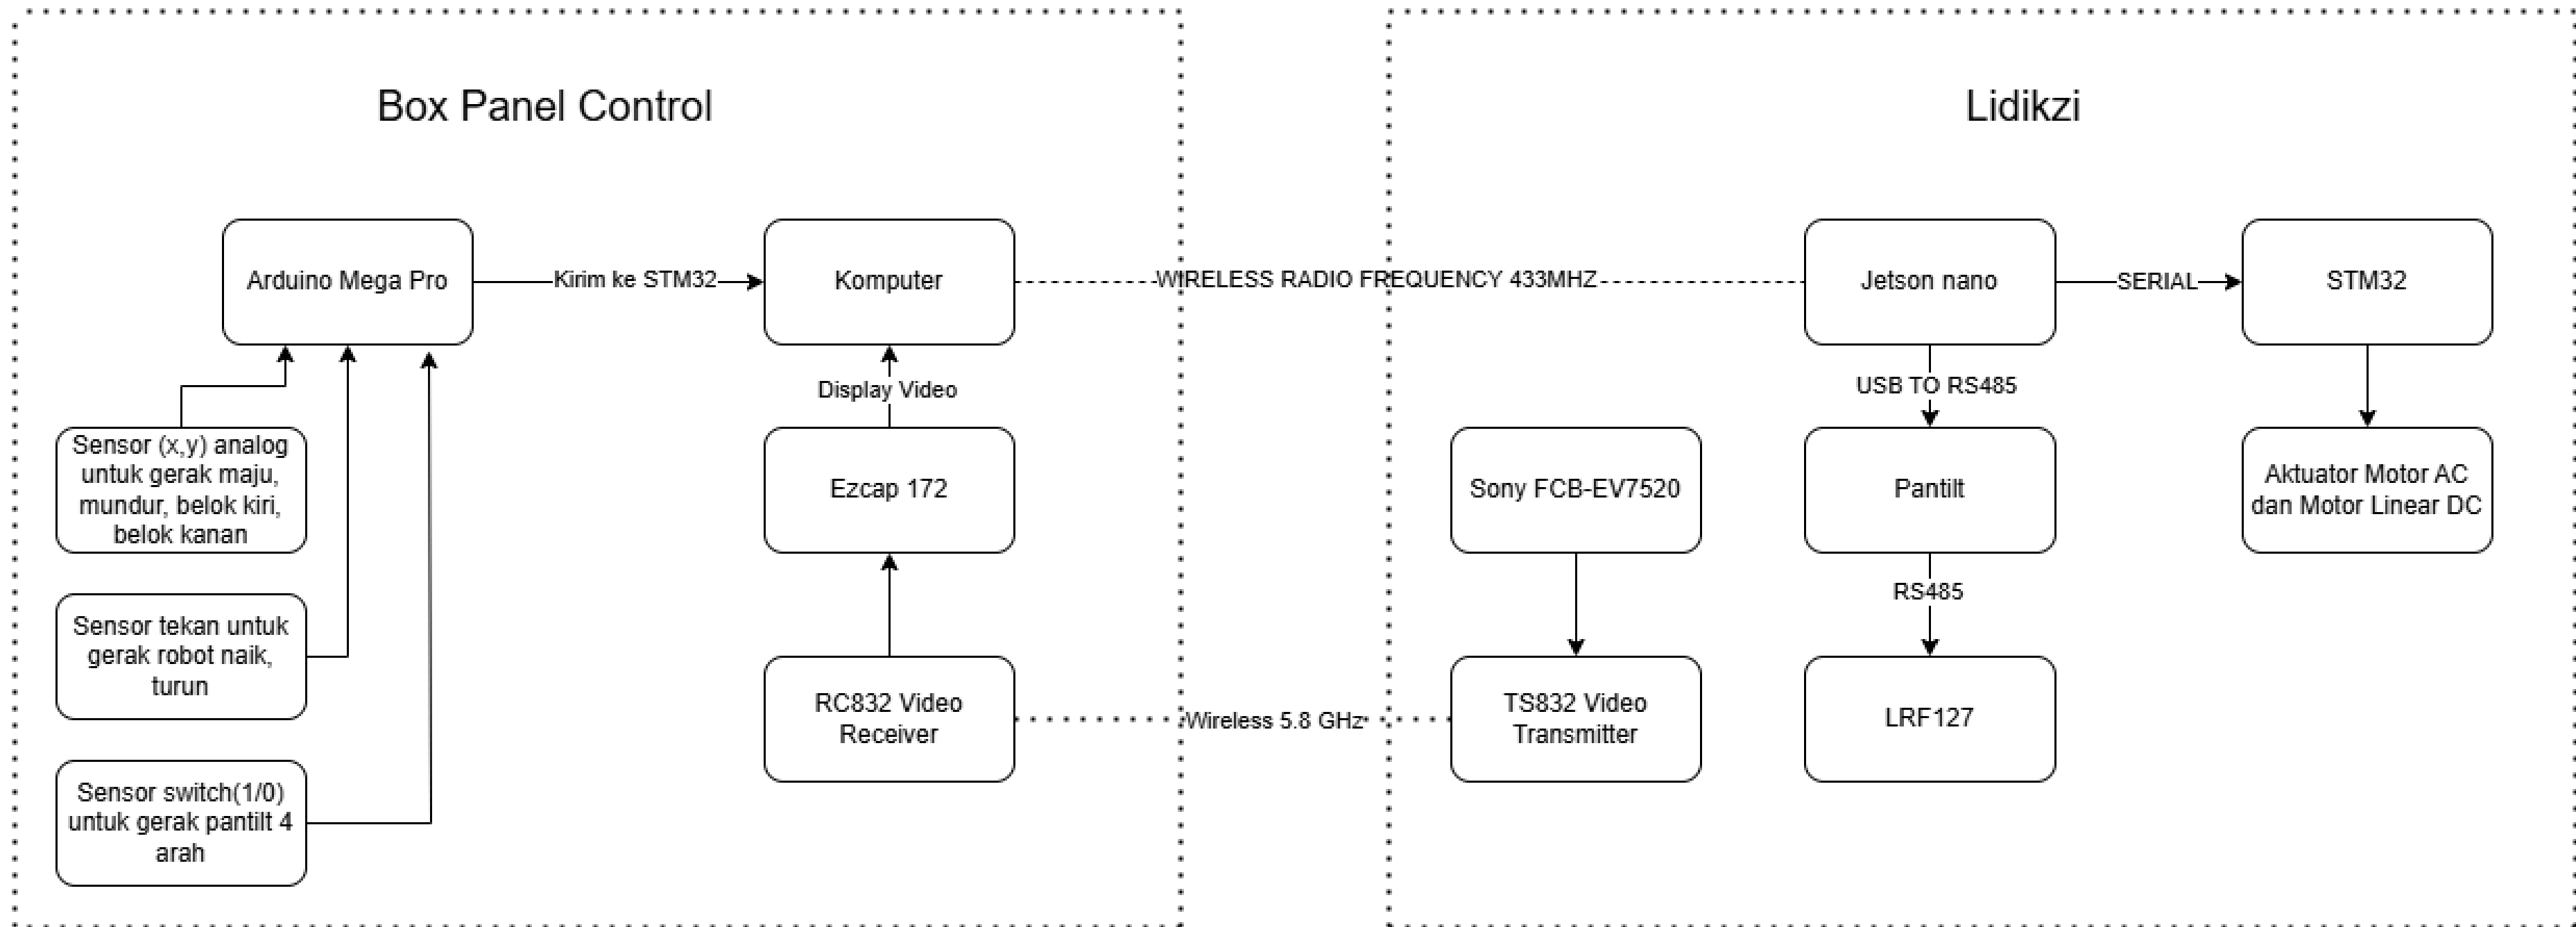 Box Panel Control
Lidikzi
Arduino Mega Pro
Kirim ke STM32
Komputer
WIRELESS RADIO FREQUENCY 433MHZ
Jetson nano
SERIAL
STM32
Display Video
USB TO RS485
Sensor (x,y) analog
untuk gerak maju,
mundur, belok kiri,
belok kanan
Ezcap 172
Sony FCB-EV7520
Pantilt
Aktuator Motor AC
dan Motor Linear DC
RS485
Sensor tekan untuk
gerak robot naik,
turun
RC832 Video
Receiver
Wireless 5.8 GHz
TS832 Video
Transmitter
LRF127
Sensor switch(1/0)
untuk gerak pantilt 4
arah